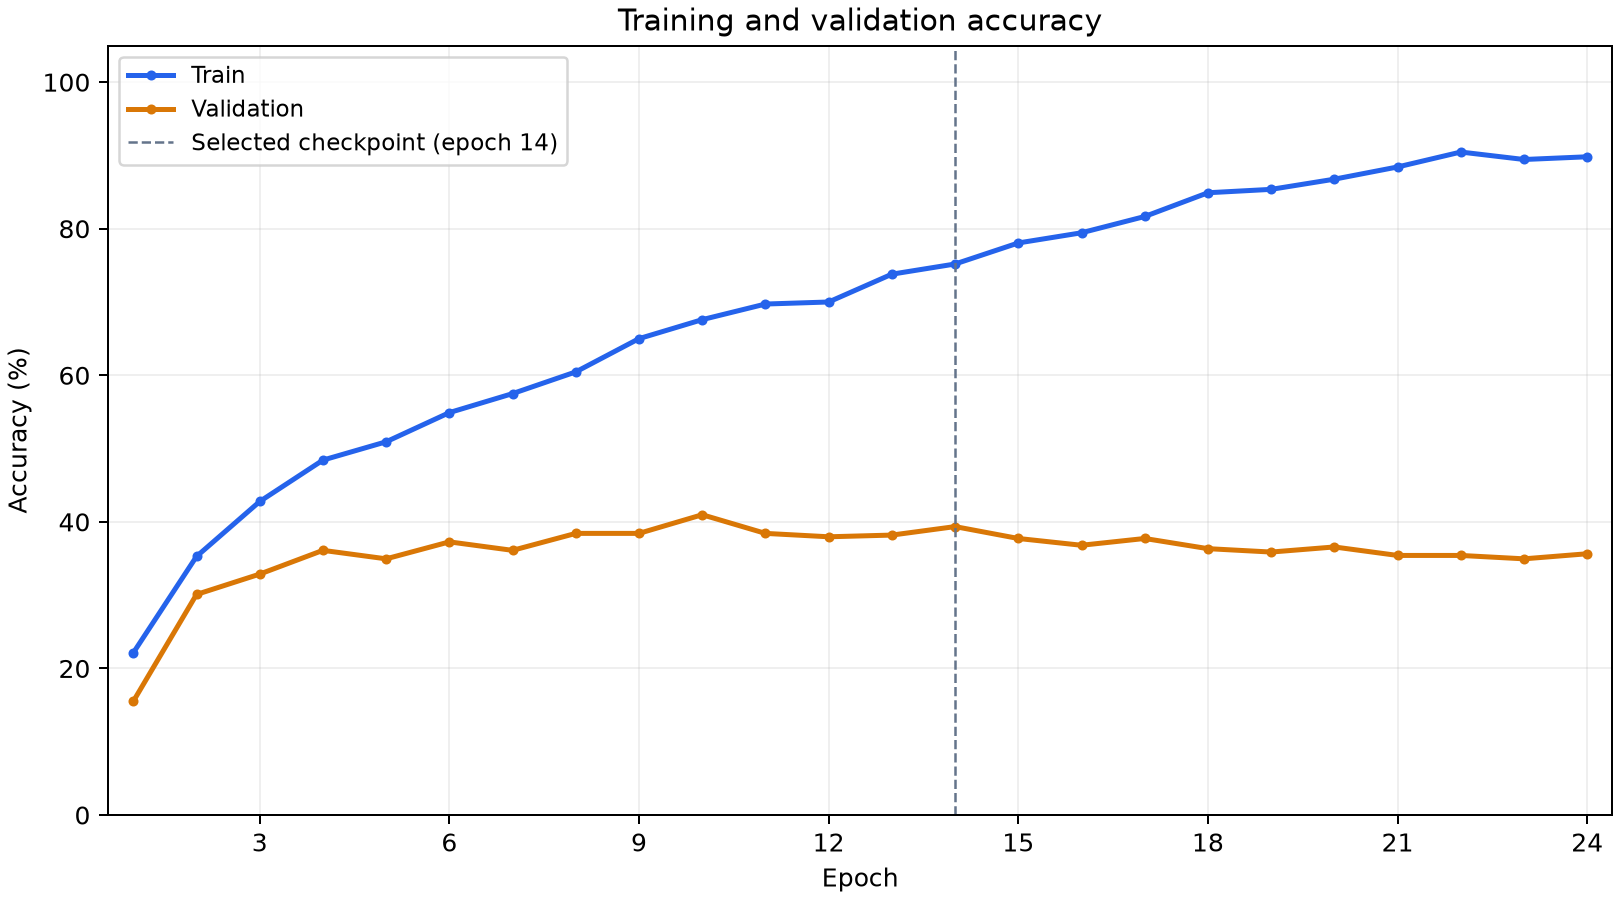 Training and validation accuracy
Train
Validation
Selected checkpoint (epoch 14)
Accuracy (%)
100
80
60
40
20
0
3 6 9 12 15 18 21 24
Epoch